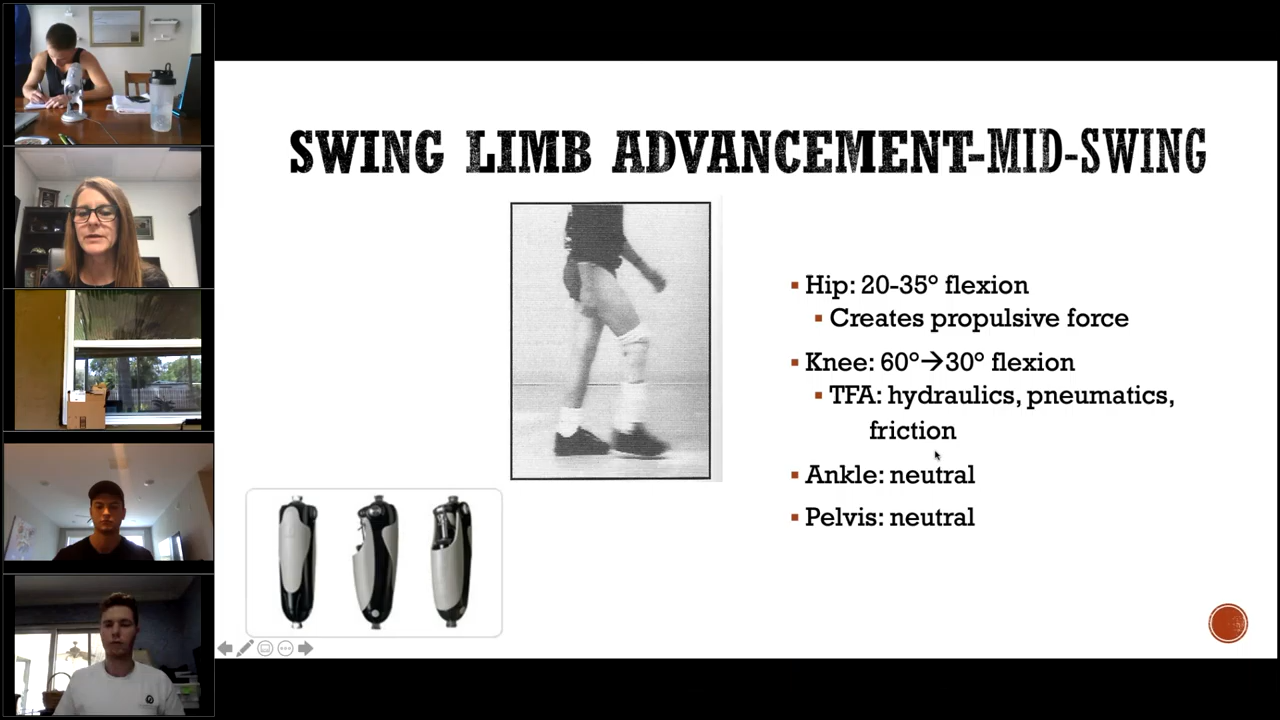 SWING LIMB ADVANCEMENT-MID-SWING
▪ Hip: 20-35° flexion
▪ Creates propulsive force
▪ Knee: 60°→30° flexion
▪ TFA: hydraulics, pneumatics,
friction
▪ Ankle: neutral
▪ Pelvis: neutral